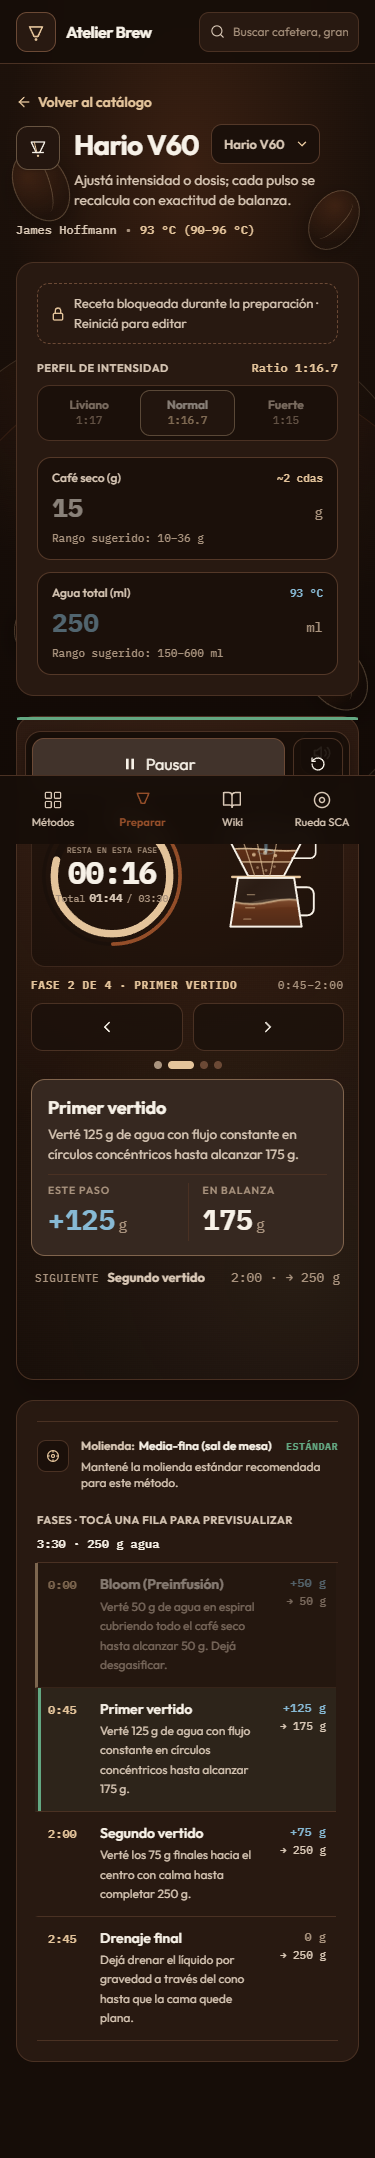 Atelier Brew
Buscar cafetera, gran
← Volver al catálogo
Hario V60
Hario V60
Ajustá intensidad o dosis; cada pulso se
recalcula con exactitud de balanza.
James Hoffmann • 93 °C (90–96 °C)
Receta bloqueada durante la preparación ·
Reiniciá para editar
PERFIL DE INTENSIDAD
Ratio 1:16.7
Liviano
1:17
Normal
1:16.7
Fuerte
1:15
Café seco (g)
~2 cdas
15
g
Rango sugerido: 10–36 g
Agua total (ml)
93 °C
250
ml
Rango sugerido: 150–600 ml
Pausar
Métodos
Preparar
Wiki
Rueda SCA
RESTA EN ESTA FASE
00:16
Total 01:44 / 03:30
FASE 2 DE 4 · PRIMER VERTIDO
0:45–2:00
Primer vertido
Verté 125 g de agua con flujo constante en
círculos concéntricos hasta alcanzar 175 g.
ESTE PASO
+125 g
EN BALANZA
175 g
SIGUIENTE Segundo vertido
2:00 · → 250 g
Molienda: Media-fina (sal de mesa)
ESTÁNDAR
Mantené la molienda estándar recomendada
para este método.
FASES · TOCÁ UNA FILA PARA PREVISUALIZAR
3:30 · 250 g agua
0:00
Bloom (Preinfusión)
+50 g
→ 50 g
Verté 50 g de agua en espiral
cubriendo todo el café seco
hasta alcanzar 50 g. Dejá
desgasificar.
0:45
Primer vertido
+125 g
→ 175 g
Verté 125 g de agua con flujo
constante en círculos
concéntricos hasta alcanzar
175 g.
2:00
Segundo vertido
+75 g
→ 250 g
Verté los 75 g finales hacia el
centro con calma hasta
completar 250 g.
2:45
Drenaje final
0 g
→ 250 g
Dejá drenar el líquido por
gravedad a través del cono
hasta que la cama quede
plana.